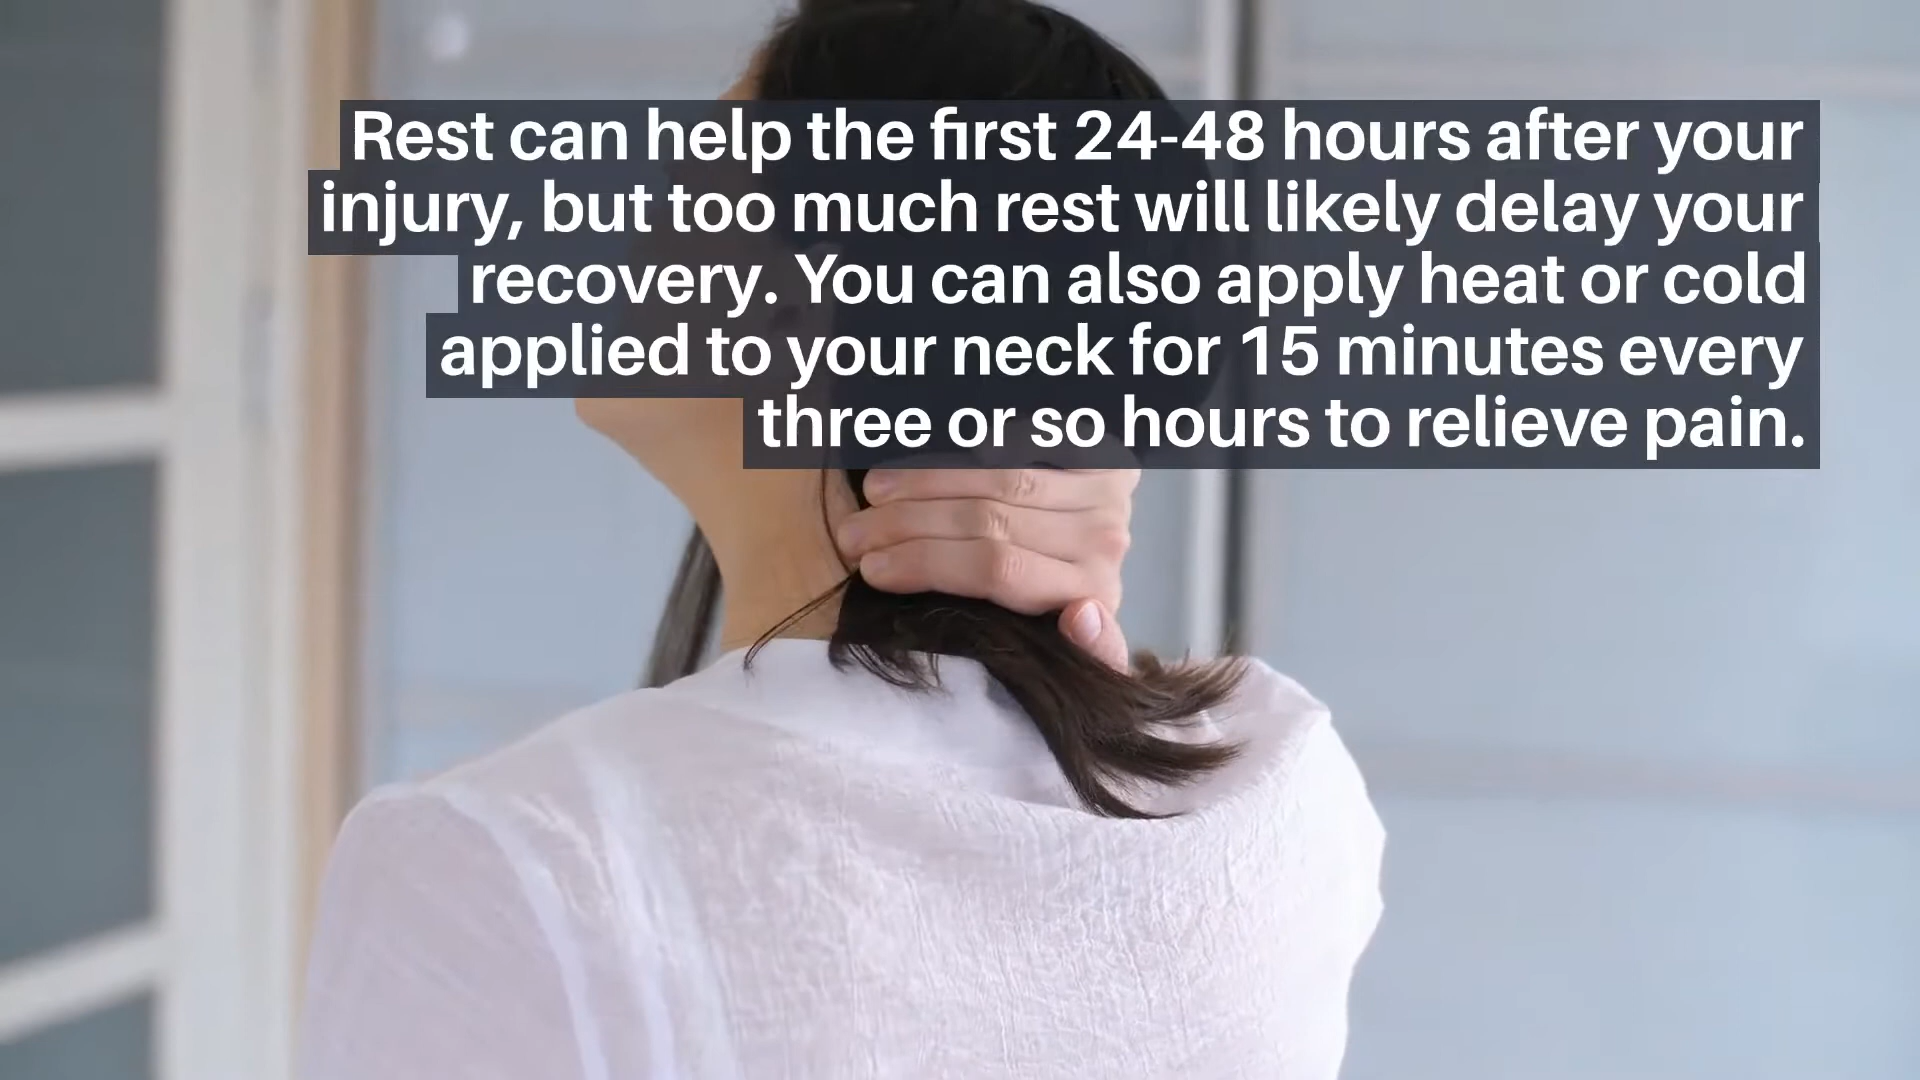 Rest can help the first 24-48 hours after your
injury, but too much rest will likely delay your
recovery. You can also apply heat or cold
applied to your neck for 15 minutes every
three or so hours to relieve pain.